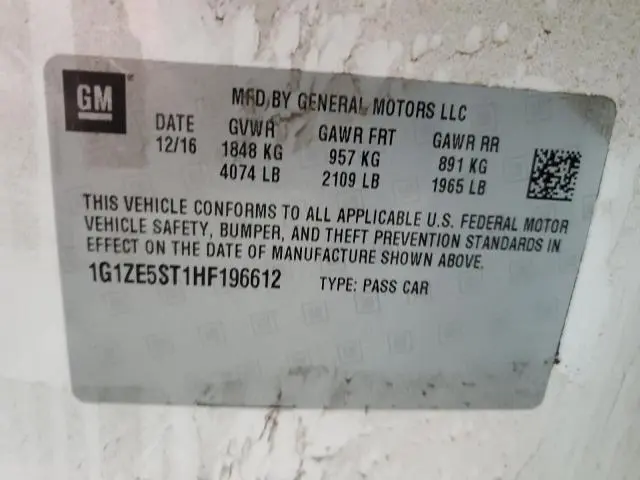 GM
MFD BY GENERAL MOTORS LLC
DATE GVWR GAWR FRT GAWR RR
12/16 1848 KG 957 KG 891 KG
4074 LB 2109 LB 1965 LB
THIS VEHICLE CONFORMS TO ALL APPLICABLE U.S. FEDERAL MOTOR
VEHICLE SAFETY, BUMPER, AND THEFT PREVENTION STANDARDS IN
EFFECT ON THE DATE OF MANUFACTURE SHOWN ABOVE.
1G1ZE5ST1HF196612 TYPE: PASS CAR